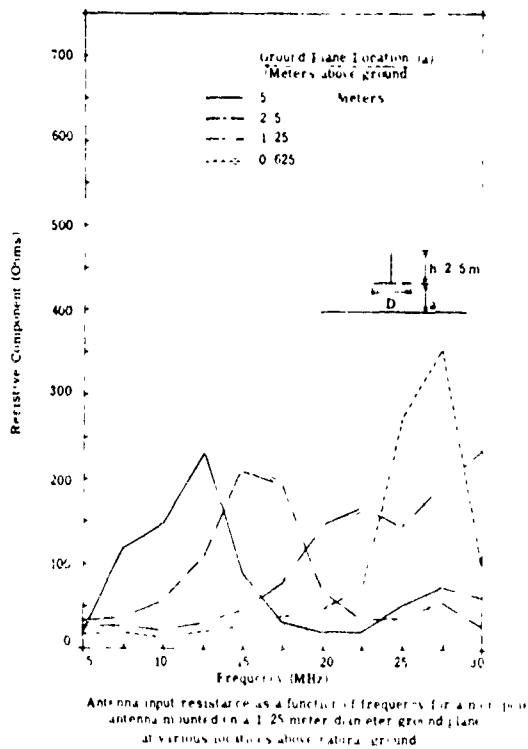 Ground Plane Location (a)
Meters above ground
5 Meters
2.5
1.25
0.625
700
600
500
400
300
200
100
0
Resistive Component (Ohms)
h 2.5m
D
a
5 10 15 20 25 30
Frequency (MHz)
Antenna input resistance as a function of frequency for a monopole
antenna mounted on a 1.25 meter diameter ground plane
at various locations above natural ground